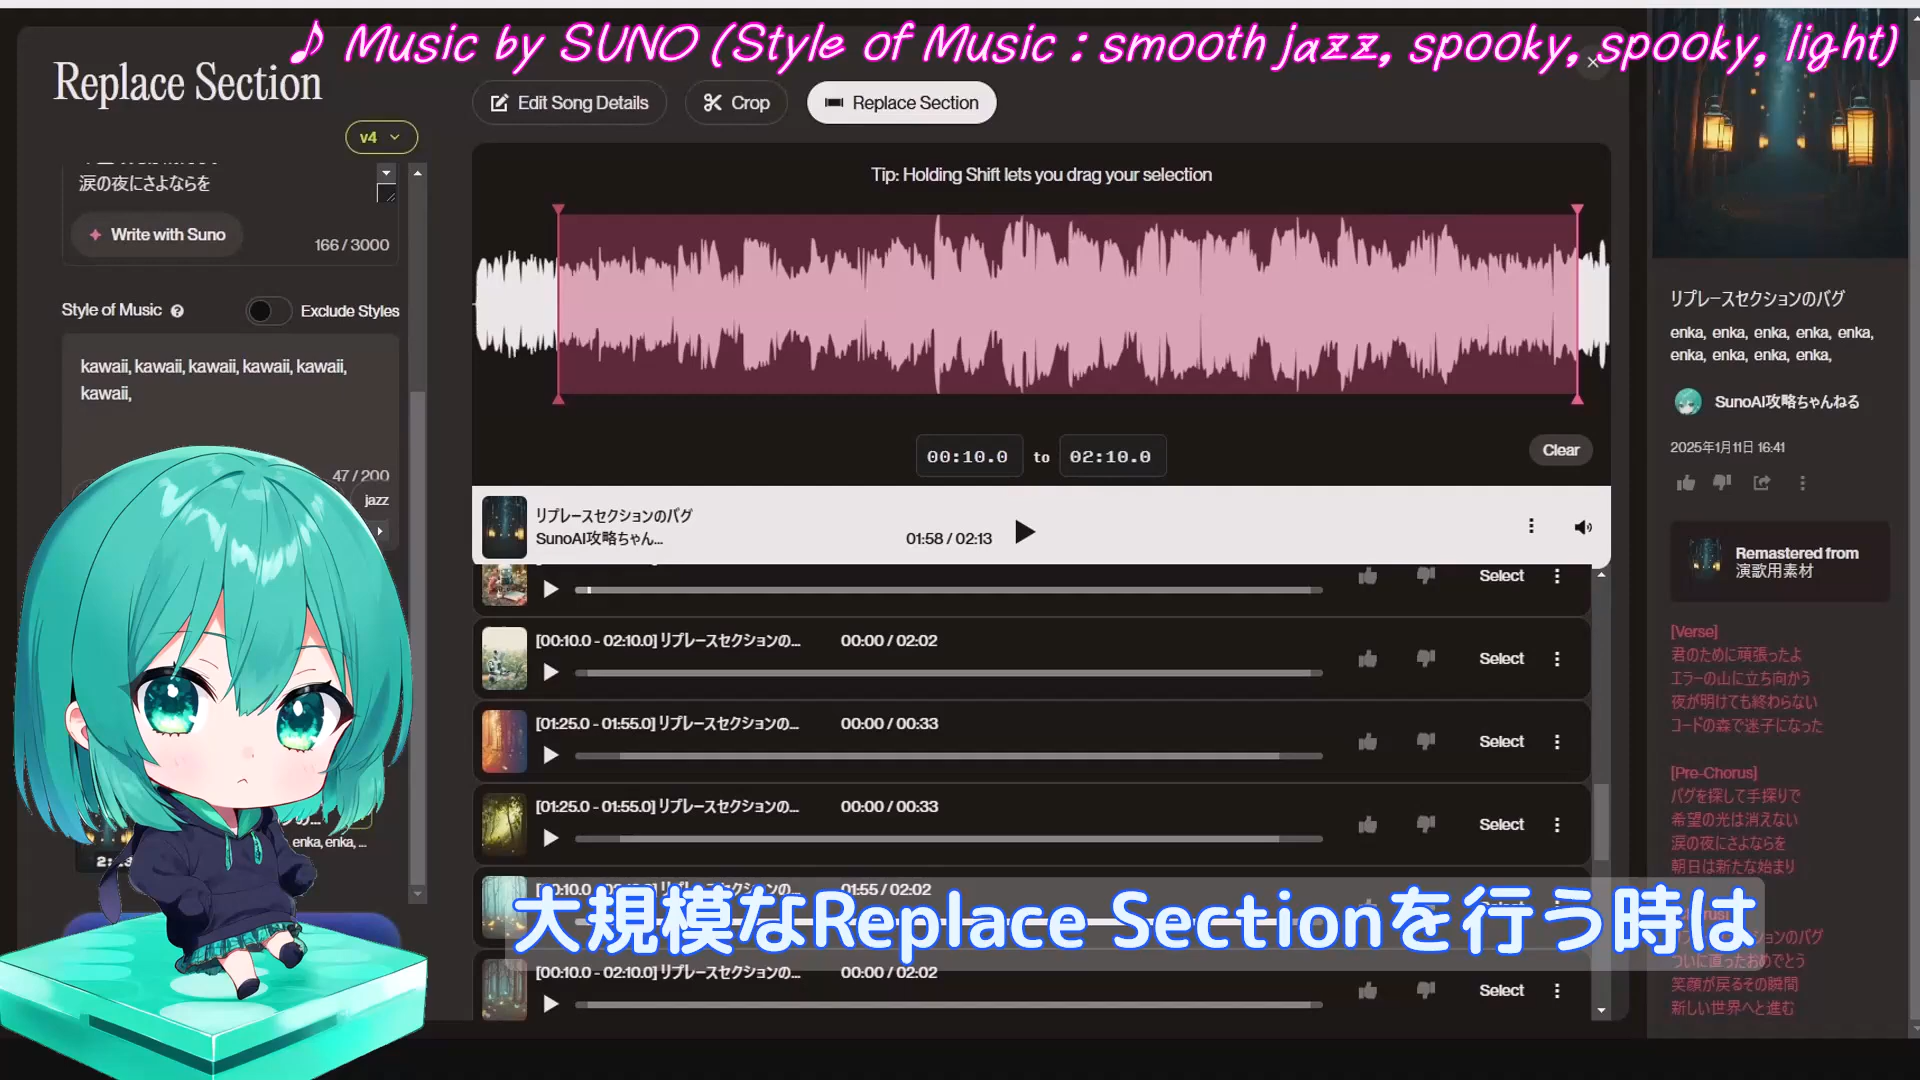 ♪ Music by SUNO (Style of Music : smooth jazz, spooky, spooky, light)
Replace Section
Edit Song Details
Crop
Replace Section
v4
涙の夜にさよならを
Write with Suno
166 / 3000
Style of Music
Exclude Styles
kawaii, kawaii, kawaii, kawaii, kawaii,
kawaii,
47 / 200
jazz
enka, enka, ...
Tip: Holding Shift lets you drag your selection
00:10.0 to 02:10.0
Clear
リプレースセクションのバグ
SunoAI攻略ちゃん...
01:58 / 02:13
Select
[00:10.0 - 02:10.0] リプレースセクションの...
00:00 / 02:02
Select
[01:25.0 - 01:55.0] リプレースセクションの...
00:00 / 00:33
Select
[01:25.0 - 01:55.0] リプレースセクションの...
00:00 / 00:33
Select
01:55 / 02:02
大規模なReplace Sectionを行う時は
[00:10.0 - 02:10.0] リプレースセクションの...
00:00 / 02:02
Select
リプレースセクションのバグ
enka, enka, enka, enka, enka,
enka, enka, enka, enka,
SunoAI攻略ちゃんねる
2025年1月11日 16:41
Remastered from
演歌用素材
[Verse]
君のために頑張ったよ
エラーの山に立ち向かう
夜が明けても終わらない
コードの森で迷子になった
[Pre-Chorus]
バグを探して手探りで
希望の光は消えない
涙の夜にさよならを
朝日は新たな始まり
ついに直ったおめでとう
笑顔が戻るその瞬間
新しい世界へと進む